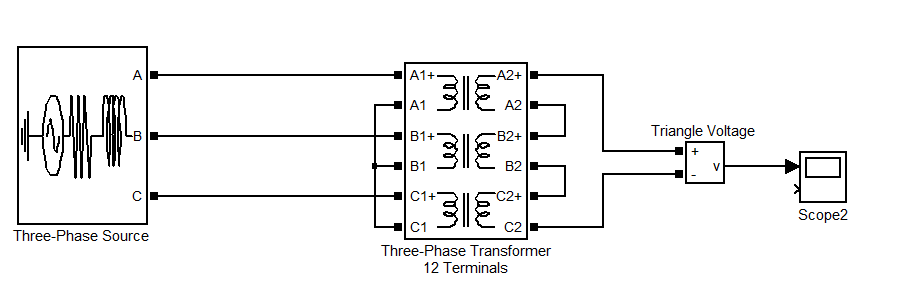 A
B
C
Three-Phase Source
A1+
A1
B1+
B1
C1+
C1
A2+
A2
B2+
B2
C2+
C2
Three-Phase Transformer
12 Terminals
Triangle Voltage
+
-
v
Scope2